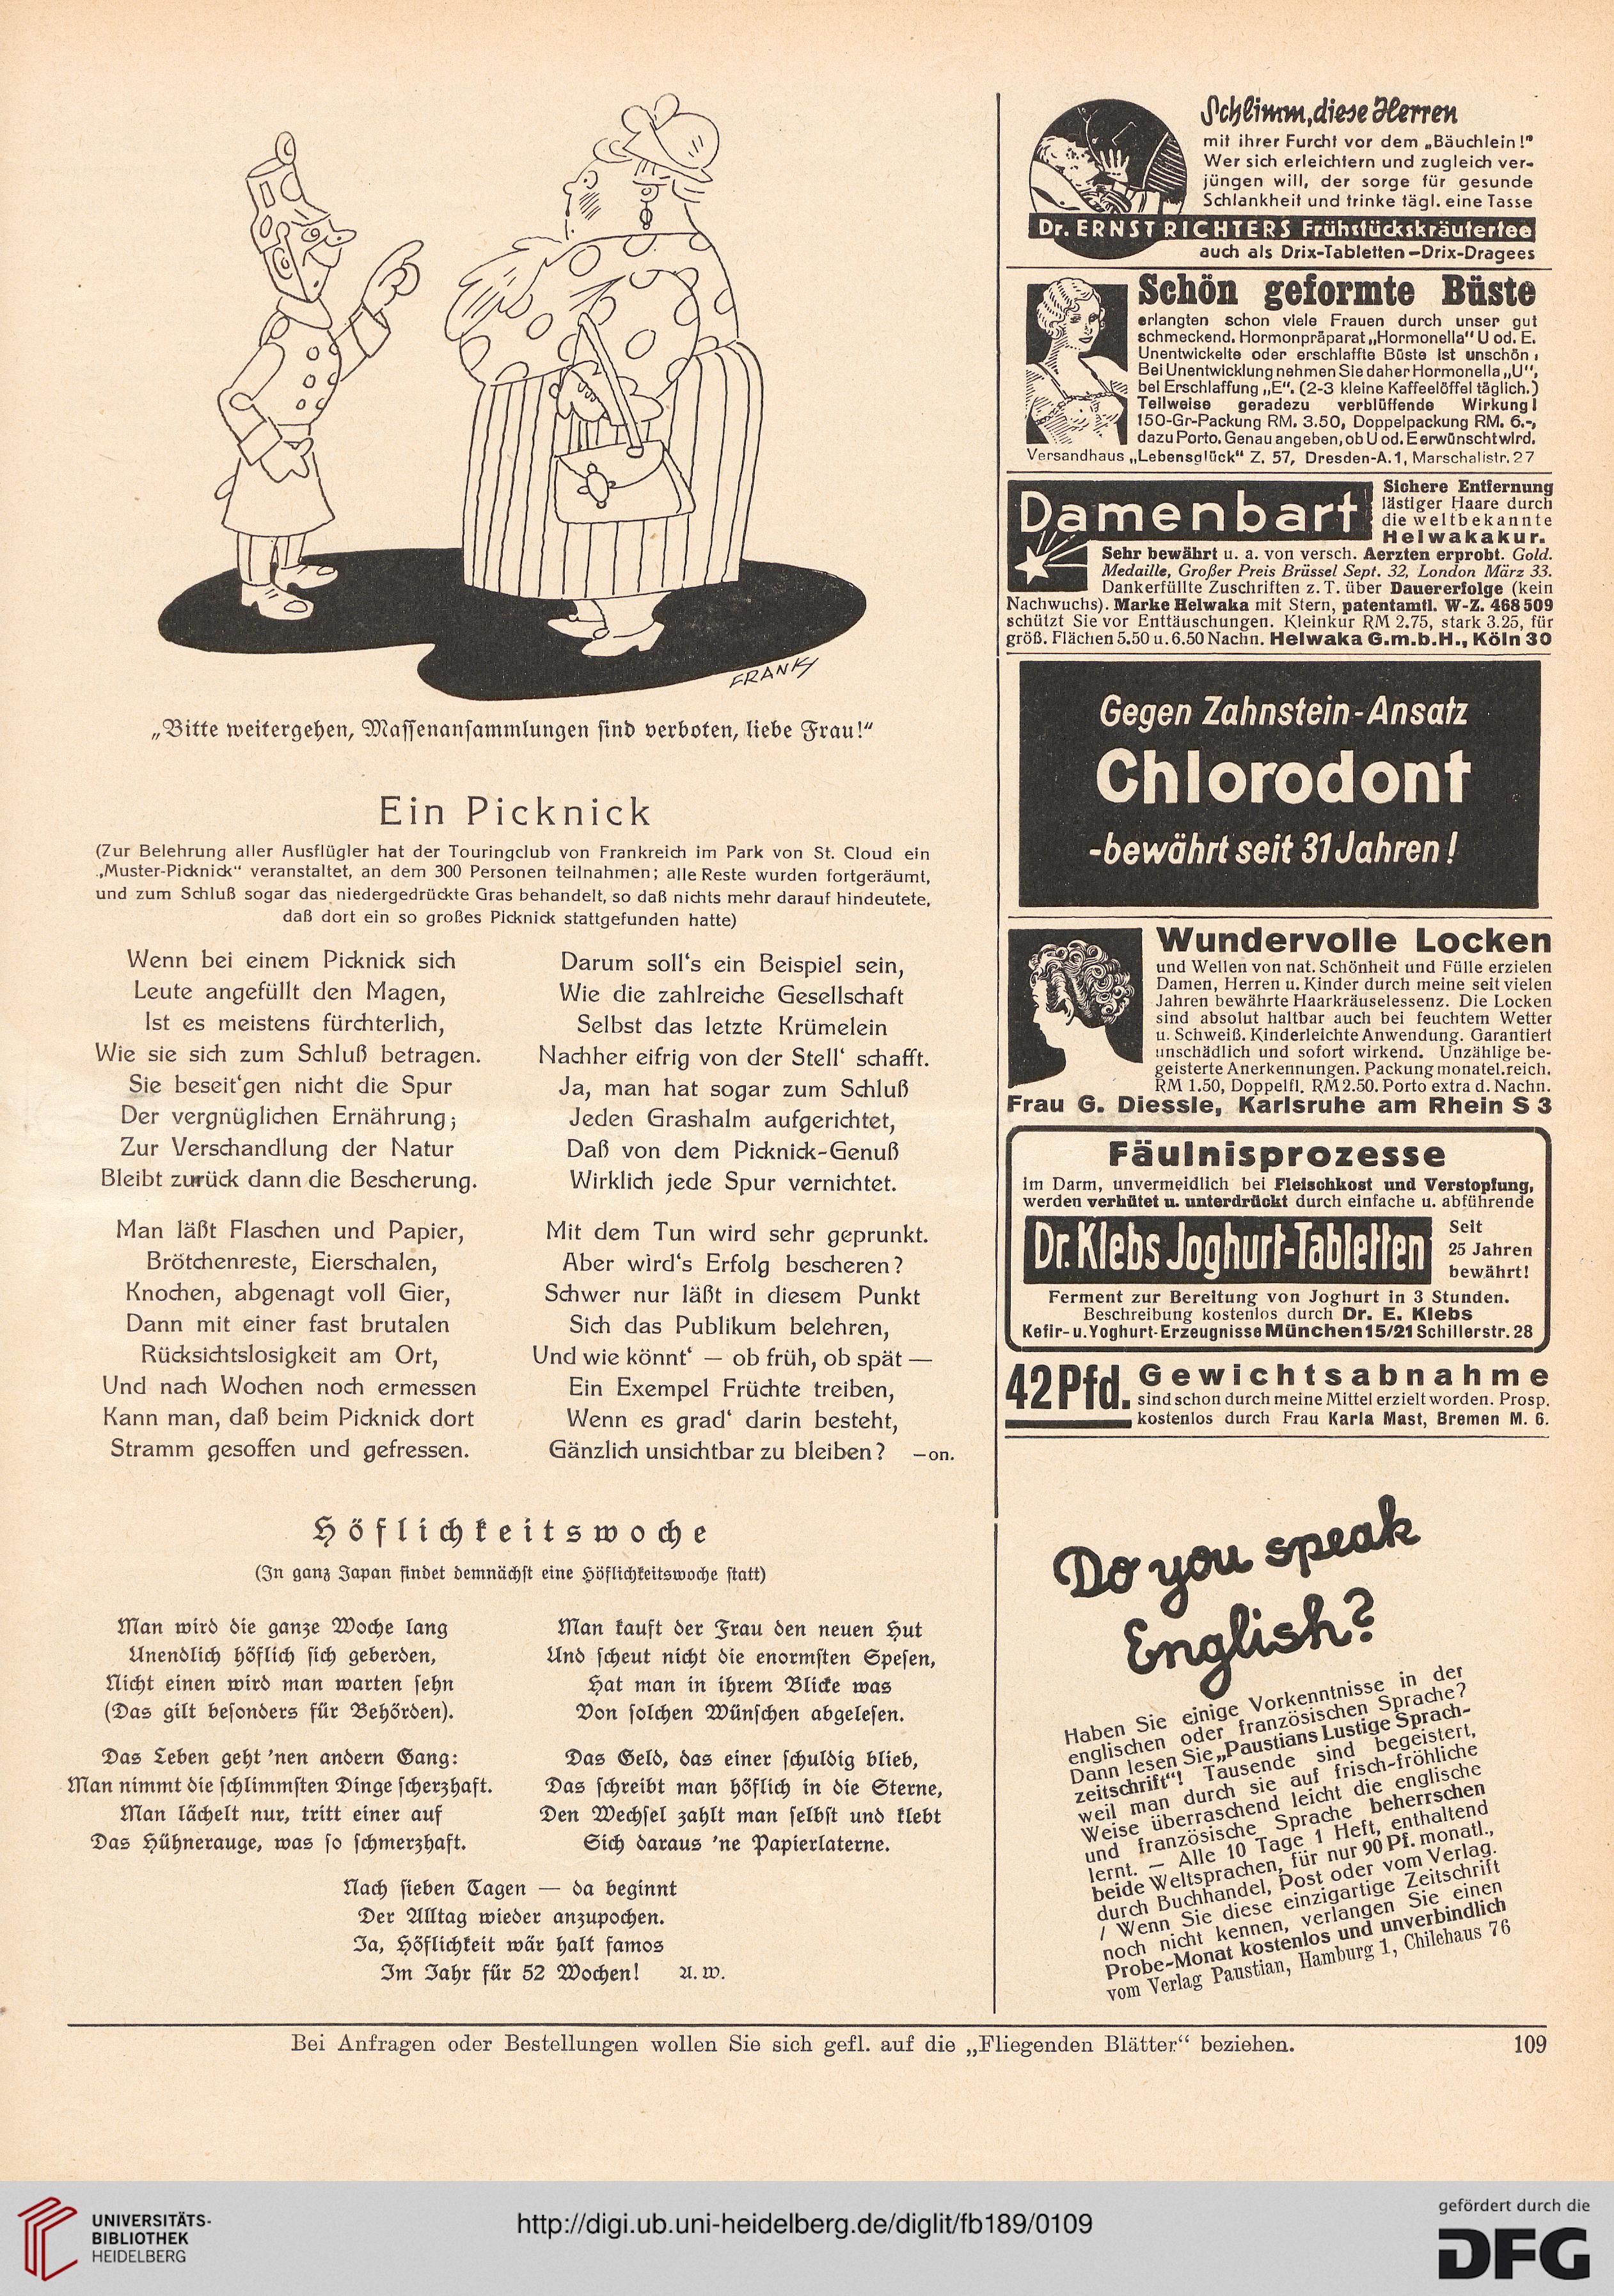 FRANK
„Bitte weitergehen, Massenansammlungen sind verboten, liebe Frau!“
Ein Picknick
(Zur Belehrung aller Ausflügler hat der Touringclub von Frankreich im Park von St. Cloud ein
„Muster-Picknick“ veranstaltet, an dem 300 Personen teilnahmen; alle Reste wurden fortgeräumt,
und zum Schluß sogar das niedergedrückte Gras behandelt, so daß nichts mehr darauf hindeutete,
daß dort ein so großes Picknick stattgefunden hatte)
Wenn bei einem Picknick sich
Leute angefüllt den Magen,
Ist es meistens fürchterlich,
Wie sie sich zum Schluß betragen.
Sie beseit‘gen nicht die Spur
Der vergnüglichen Ernährung;
Zur Verschandlung der Natur
Bleibt zurück dann die Bescherung.
Man läßt Flaschen und Papier,
Brötchenreste, Eierschalen,
Knochen, abgenagt voll Gier,
Dann mit einer fast brutalen
Rücksichtslosigkeit am Ort,
Und nach Wochen noch ermessen
Kann man, daß beim Picknick dort
Stramm gesoffen und gefressen.
Darum soll‘s ein Beispiel sein,
Wie die zahlreiche Gesellschaft
Selbst das letzte Krümelein
Nachher eifrig von der Stell‘ schafft.
Ja, man hat sogar zum Schluß
Jeden Grashalm aufgerichtet,
Daß von dem Picknick-Genuß
Wirklich jede Spur vernichtet.
Mit dem Tun wird sehr geprunkt.
Aber wird‘s Erfolg bescheren?
Schwer nur läßt in diesem Punkt
Sich das Publikum belehren,
Und wie könnt‘ — ob früh, ob spät —
Ein Exempel Früchte treiben,
Wenn es grad‘ darin besteht,
Gänzlich unsichtbar zu bleiben? —on.
Höflichkeitswoche
(In ganz Japan findet demnächst eine Höflichkeitswoche statt)
Man wird die ganze Woche lang
Unendlich höflich sich geberden,
Nicht einen wird man warten sehn
(Das gilt besonders für Behörden).
Das Leben geht ’nen andern Gang:
Man nimmt die schlimmsten Dinge scherzhaft.
Man lächelt nur, tritt einer auf
Das Hühnerauge, was so schmerzhaft.
Man kauft der Frau den neuen Hut
Und scheut nicht die enormsten Spesen,
Hat man in ihrem Blicke was
Von solchen Wünschen abgelesen.
Das Geld, das einer schuldig blieb,
Das schreibt man höflich in die Sterne,
Den Wechsel zahlt man selbst und klebt
Sich daraus ’ne Papierlaterne.
Nach sieben Tagen — da beginnt
Der Alltag wieder anzupochen.
Ja, Höflichkeit wär halt famos
Im Jahr für 52 Wochen! A. W.
Schlimm, diese Herren
mit ihrer Furcht vor dem „Bäuchlein!“
Wer sich erleichtern und zugleich ver-
jüngen will, der sorge für gesunde
Schlankheit und trinke tägl. eine Tasse
Dr. ERNST RICHTERS Frühstückskräutertee
auch als Drix-Tabletten—Drix-Dragees
Schön geformte Büste
erlangten schon viele Frauen durch unser gut
schmeckend. Hormonpräparat „Hormonella“ U od. E.
Unentwickelte oder erschlaffte Büste ist unschön,
Bei Unentwicklung nehmen Sie daher Hormonella „U“,
bei Erschlaffung „E“. (2-3 kleine Kaffeelöffel täglich.)
Teilweise geradezu verblüffende Wirkung!
150-Gr-Packung RM. 3.50, Doppelpackung RM. 6.-,
dazu Porto. Genau angeben, ob U od. E erwünscht wird.
Versandhaus „Lebensglück“ Z. 57, Dresden-A.1, Marschallstr. 27
Damenbart
Sichere Entfernung
lästiger Haare durch
die weltbekannte
Helwakakur.
Sehr bewährt u. a. von versch. Aerzten erprobt. Gold.
Medaille, Großer Preis Brüssel Sept. 32, London März 33.
Dankerfüllte Zuschriften z. T. über Dauererfolge (kein
Nachwuchs). Marke Helwaka mit Stern, patentamtl. W-Z. 468509
schützt Sie vor Enttäuschungen. Kleinkur RM 2.75, stark 3.25, für
größ. Flächen 5.50 u. 6.50 Nachn. Helwaka G.m.b.H., Köln 30
Gegen Zahnstein-Ansatz
Chlorodont
-bewährt seit 31 Jahren!
Wundervolle Locken
und Wellen von nat. Schönheit und Fülle erzielen
Damen, Herren u. Kinder durch meine seit vielen
Jahren bewährte Haarkräuselessenz. Die Locken
sind absolut haltbar auch bei feuchtem Wetter
u. Schweiß. Kinderleichte Anwendung. Garantiert
unschädlich und sofort wirkend. Unzählige be-
geisterte Anerkennungen. Packung monatel. reich.
RM 1.50, Doppelfl. RM 2.50. Porto extra d. Nachn.
Frau G. Diessle, Karlsruhe am Rhein S 3
Fäulnisprozesse
im Darm, unvermeidlich bei Fleischkost und Verstopfung,
werden verhütet u. unterdrückt durch einfache u. abführende
Dr. Klebs Joghurt-Tabletten
Seit
25 Jahren
bewährt!
Ferment zur Bereitung von Joghurt in 3 Stunden.
Beschreibung kostenlos durch Dr. E. Klebs
Kefir- u. Yoghurt-Erzeugnisse München 15/21 Schillerstr. 28
42 Pfd. Gewichtsabnahme
sind schon durch meine Mittel erzielt worden. Prosp.
kostenlos durch Frau Karla Mast, Bremen M. 6.
Do you speak
English?
Haben Sie einige Vorkenntnisse in der
englischen oder französischen Sprache?
Dann lesen Sie „Paustians Lustige Sprach-
zeitschrift“! Tausende sind begeistert,
weil man durch sie auf frisch-fröhliche
Weise überraschend leicht die englische
und französische Sprache beherrschen
lernt. — Alle 10 Tage 1 Heft, enthaltend
beide Weltsprachen, für nur 90 Pf. monatl.,
durch Buchhandel, Post oder vom Verlag.
/ Wenn Sie diese einzigartige Zeitschrift
noch nicht kennen, verlangen Sie einen
Probe-Monat kostenlos und unverbindlich
vom Verlag Paustian, Hamburg 1, Chilehaus 76
Bei Anfragen oder Bestellungen wollen Sie sich gefl. auf die „Fliegenden Blätter“ beziehen. 109
UNIVERSITÄTS-
BIBLIOTHEK
HEIDELBERG
http://digi.ub.uni-heidelberg.de/diglit/fb189/0109
gefördert durch die
DFG